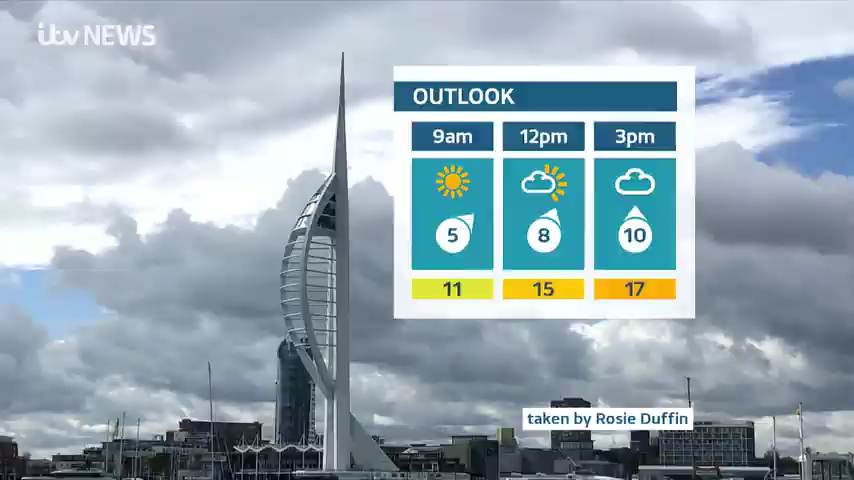 itv NEWS
OUTLOOK
9am 12pm 3pm
5 8 10
11 15 17
taken by Rosie Duffin